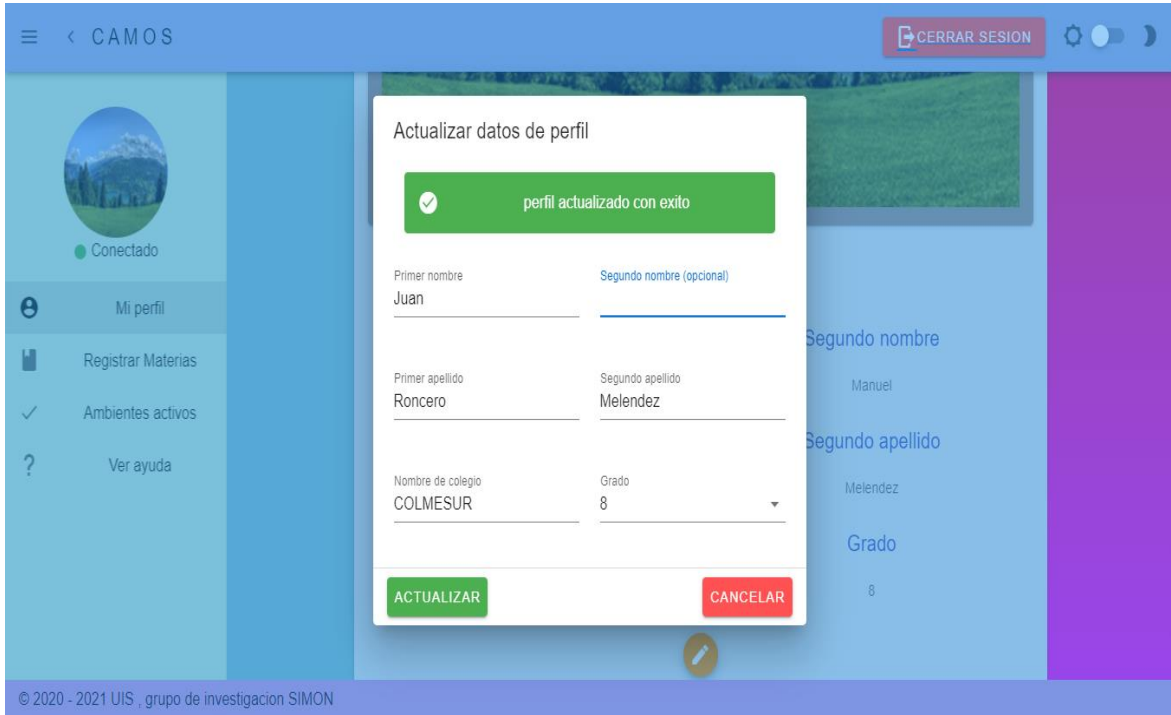 CAMOS
CERRAR SESION
Conectado
Mi perfil
Registrar Materias
Ambientes activos
Ver ayuda
Actualizar datos de perfil
perfil actualizado con exito
Primer nombre
Juan
Segundo nombre (opcional)
Primer apellido
Roncero
Segundo apellido
Melendez
Nombre de colegio
COLMESUR
Grado
8
ACTUALIZAR
CANCELAR
Segundo nombre
Manuel
Segundo apellido
Melendez
Grado
8
© 2020 - 2021 UIS , grupo de investigacion SIMON